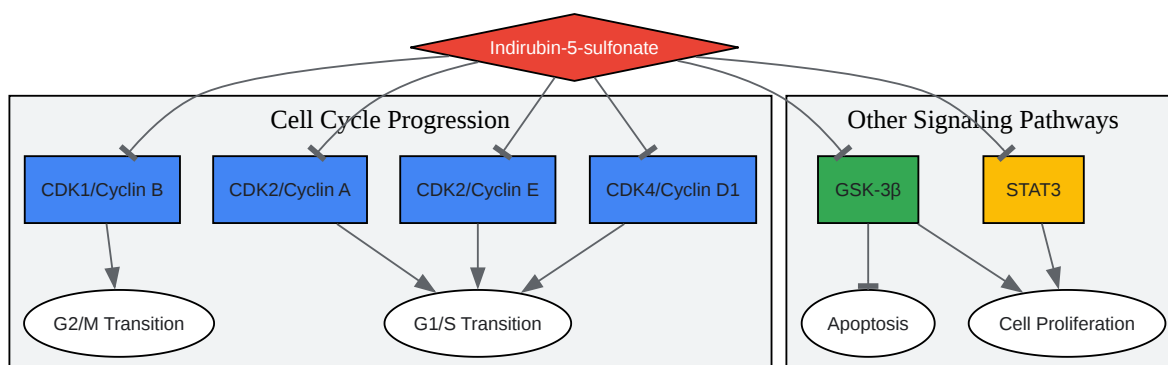 Indirubin-5-sulfonate
Cell Cycle Progression
Other Signaling Pathways
CDK1/Cyclin B
CDK2/Cyclin A
CDK2/Cyclin E
CDK4/Cyclin D1
GSK-3β
STAT3
G2/M Transition
G1/S Transition
Apoptosis
Cell Proliferation